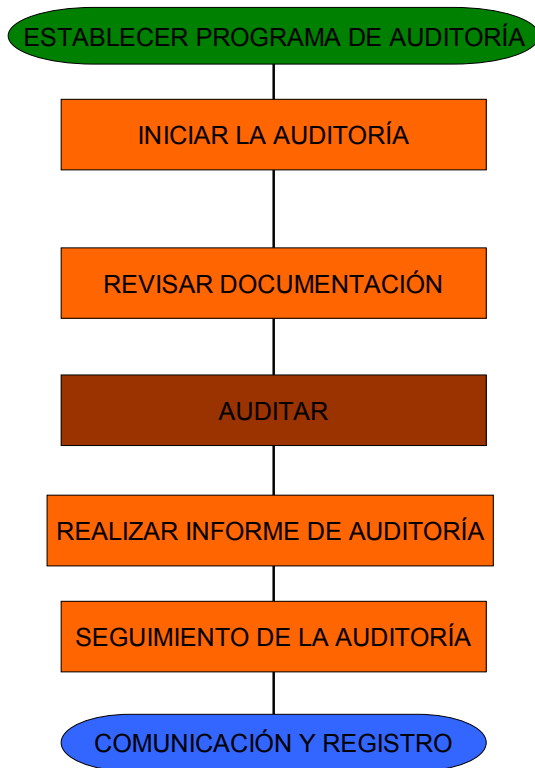 ESTABLECER PROGRAMA DE AUDITORÍA
INICIAR LA AUDITORÍA
REVISAR DOCUMENTACIÓN
AUDITAR
REALIZAR INFORME DE AUDITORÍA
SEGUIMIENTO DE LA AUDITORÍA
COMUNICACIÓN Y REGISTRO